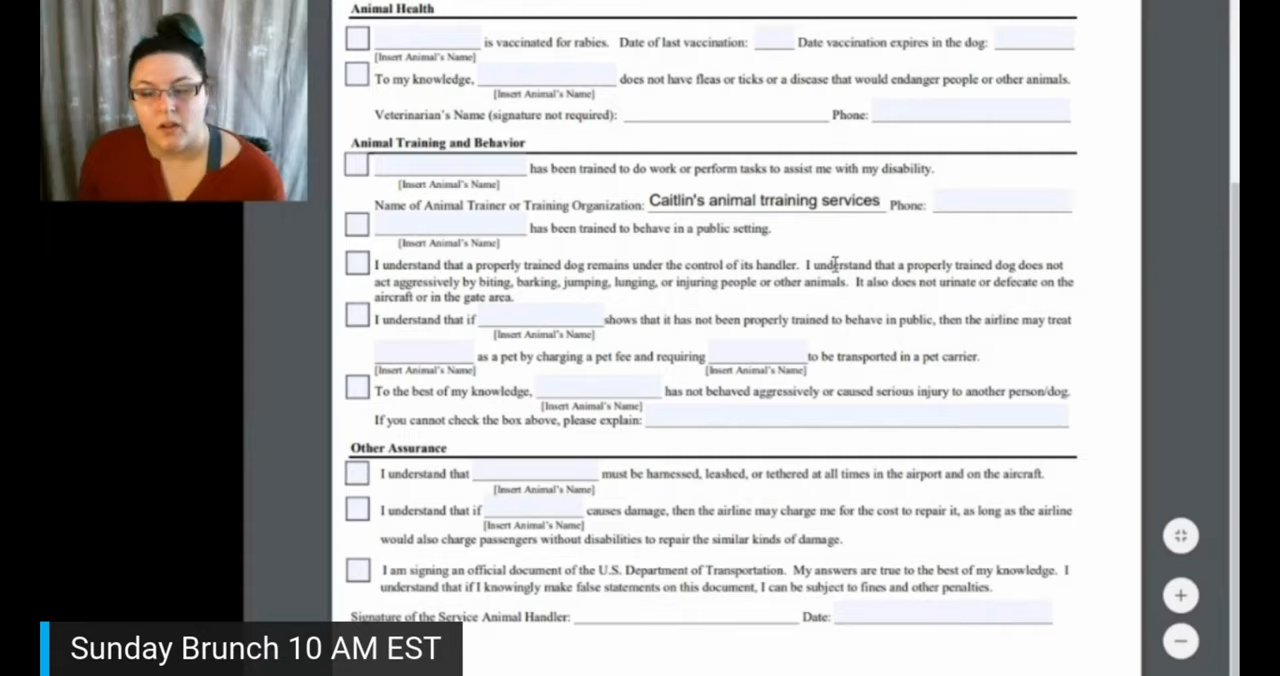 Animal Health
is vaccinated for rabies. Date of last vaccination: Date vaccination expires in the dog:
[Insert Animal's Name]
To my knowledge, does not have fleas or ticks or a disease that would endanger people or other animals.
[Insert Animal's Name]
Veterinarian's Name (signature not required): Phone:
Animal Training and Behavior
has been trained to do work or perform tasks to assist me with my disability.
[Insert Animal's Name]
Name of Animal Trainer or Training Organization: Caitlin's animal trraining services Phone:
has been trained to behave in a public setting.
[Insert Animal's Name]
I understand that a properly trained dog remains under the control of its handler. I understand that a properly trained dog does not
act aggressively by biting, barking, jumping, lunging, or injuring people or other animals. It also does not urinate or defecate on the
aircraft or in the gate area.
I understand that if shows that it has not been properly trained to behave in public, then the airline may treat
[Insert Animal's Name]
as a pet by charging a pet fee and requiring to be transported in a pet carrier.
[Insert Animal's Name] [Insert Animal's Name]
To the best of my knowledge, has not behaved aggressively or caused serious injury to another person/dog.
[Insert Animal's Name]
If you cannot check the box above, please explain:
Other Assurance
I understand that must be harnessed, leashed, or tethered at all times in the airport and on the aircraft.
[Insert Animal's Name]
I understand that if causes damage, then the airline may charge me for the cost to repair it, as long as the airline
[Insert Animal's Name]
would also charge passengers without disabilities to repair the similar kinds of damage.
I am signing an official document of the U.S. Department of Transportation. My answers are true to the best of my knowledge. I
understand that if I knowingly make false statements on this document, I can be subject to fines and other penalties.
Signature of the Service Animal Handler: Date:
Sunday Brunch 10 AM EST